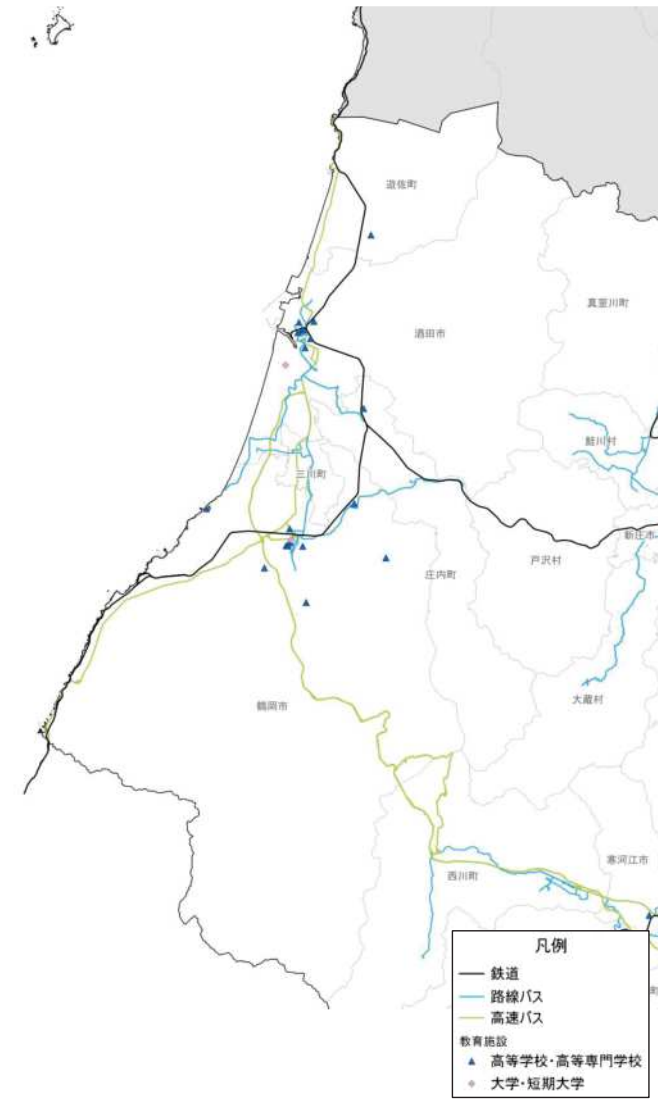 遊佐町
真室川町
酒田市
鮭川村
三川町
新庄市
戸沢村
庄内町
大蔵村
鶴岡市
寒河江市
西川町
町
凡例
鉄道
路線バス
高速バス
教育施設
高等学校・高等専門学校
大学・短期大学